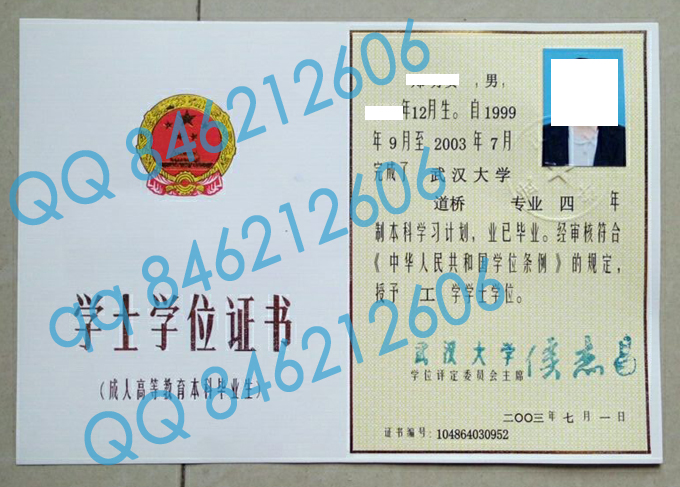 学士学位证书
(成人高等教育本科毕业生)
,男,
年12月生。自1999
年9月至2003年7月
完成了 武汉大学
道桥 专业 四 年
制本科学习计划,业已毕业。经审核符合
《中华人民共和国学位条例》的规定,
授予 工 学学士学位。
武汉大学
学位评定委员会主席
二〇〇三年七月一日
证书编号:104864030952
QQ 846212606
QQ 846212606
QQ 846212606